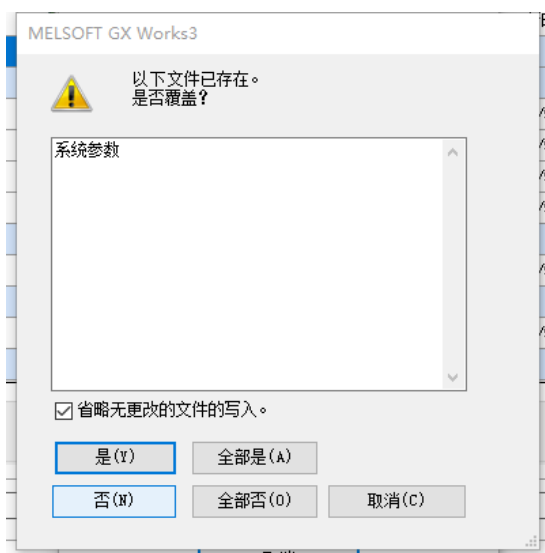 MELSOFT GX Works3
以下文件已存在。
是否覆盖?
系统参数
省略无更改的文件的写入。
是(Y)
全部是(A)
否(N)
全部否(O)
取消(C)